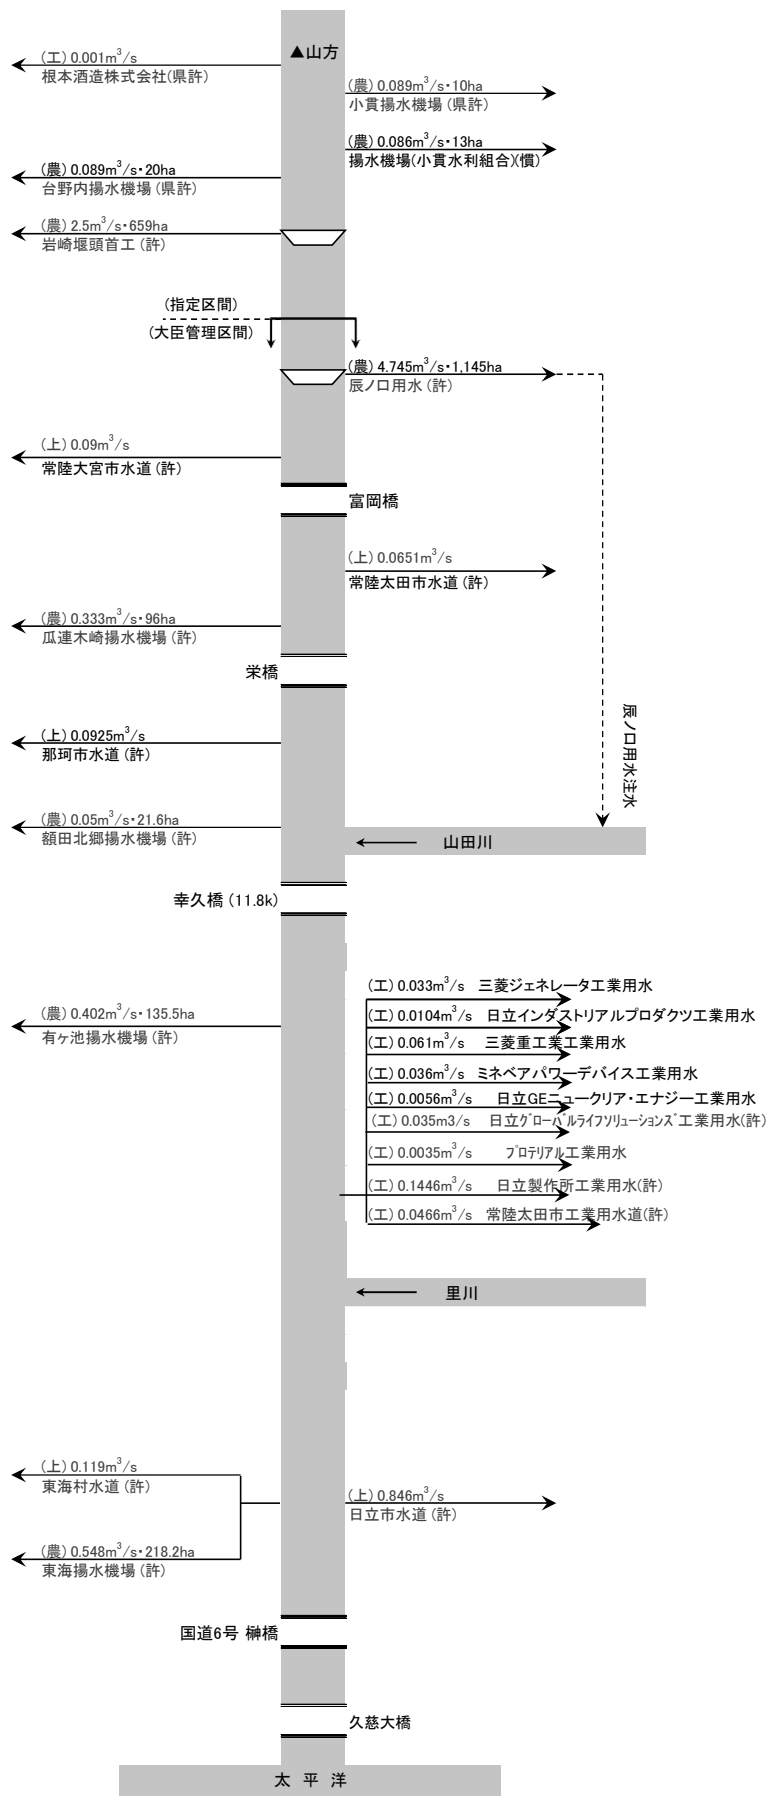 ▲山方
(工) 0.001m³/s
根本酒造株式会社(県許)
(農) 0.089m³/s・10ha
小貫揚水機場 (県許)
(農) 0.086m³/s・13ha
揚水機場(小貫水利組合)(慣)
(農) 0.089m³/s・20ha
台野内揚水機場 (県許)
(農) 2.5m³/s・659ha
岩崎堰頭首工 (許)
(指定区間)
(大臣管理区間)
(農) 4.745m³/s・1,145ha
辰ノ口用水 (許)
(上) 0.09m³/s
常陸大宮市水道 (許)
富岡橋
(上) 0.0651m³/s
常陸太田市水道 (許)
(農) 0.333m³/s・96ha
瓜連木崎揚水機場 (許)
栄橋
辰ノ口用水注水
(上) 0.0925m³/s
那珂市水道 (許)
(農) 0.05m³/s・21.6ha
額田北郷揚水機場 (許)
山田川
幸久橋 (11.8k)
(工) 0.033m³/s 三菱ジェネレータ工業用水
(農) 0.402m³/s・135.5ha
有ヶ池揚水機場 (許)
(工) 0.0104m³/s 日立インダストリアルプロダクツ工業用水
(工) 0.061m³/s 三菱重工業工業用水
(工) 0.036m³/s ミネベアパワーデバイス工業用水
(工) 0.0056m³/s 日立GEニュークリア・エナジー工業用水
(工) 0.035m3/s 日立ｸﾞﾛｰﾊﾞﾙﾗｲﾌｿﾘｭｰｼｮﾝｽﾞ工業用水(許)
(工) 0.0035m³/s ﾌﾟﾛﾃﾘｱﾙ工業用水
(工) 0.1446m³/s 日立製作所工業用水(許)
(工) 0.0466m³/s 常陸太田市工業用水道(許)
里川
(上) 0.119m³/s
東海村水道 (許)
(上) 0.846m³/s
日立市水道 (許)
(農) 0.548m³/s・218.2ha
東海揚水機場 (許)
国道6号 榊橋
久慈大橋
太 平 洋